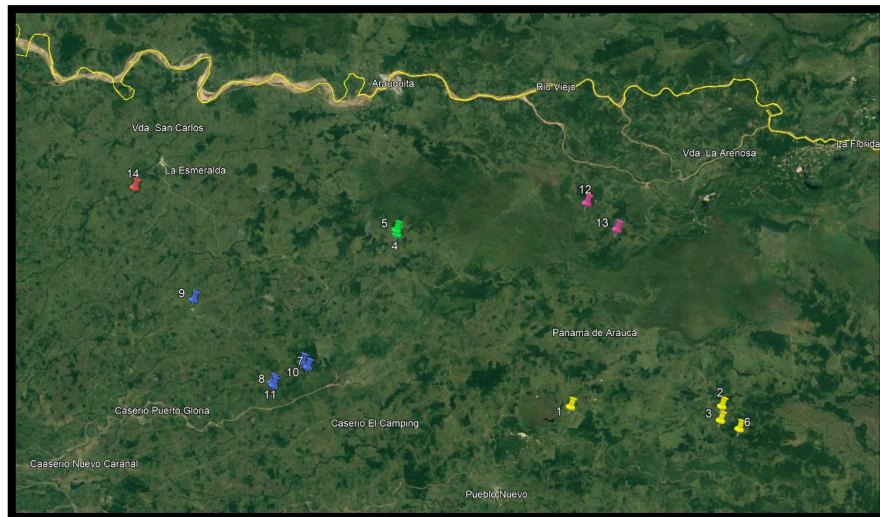 Arauquita
Rio Viejo
Vda. San Carlos
La Florida
Vda. La Arenosa
La Esmeralda
14
12
5
13
4
9
Panama de Arauca
7
10
8
11
2
1
3
6
Caserio Puerto Gloria
Caserio El Camping
Caaserio Nuevo Caranal
Pueblo Nuevo